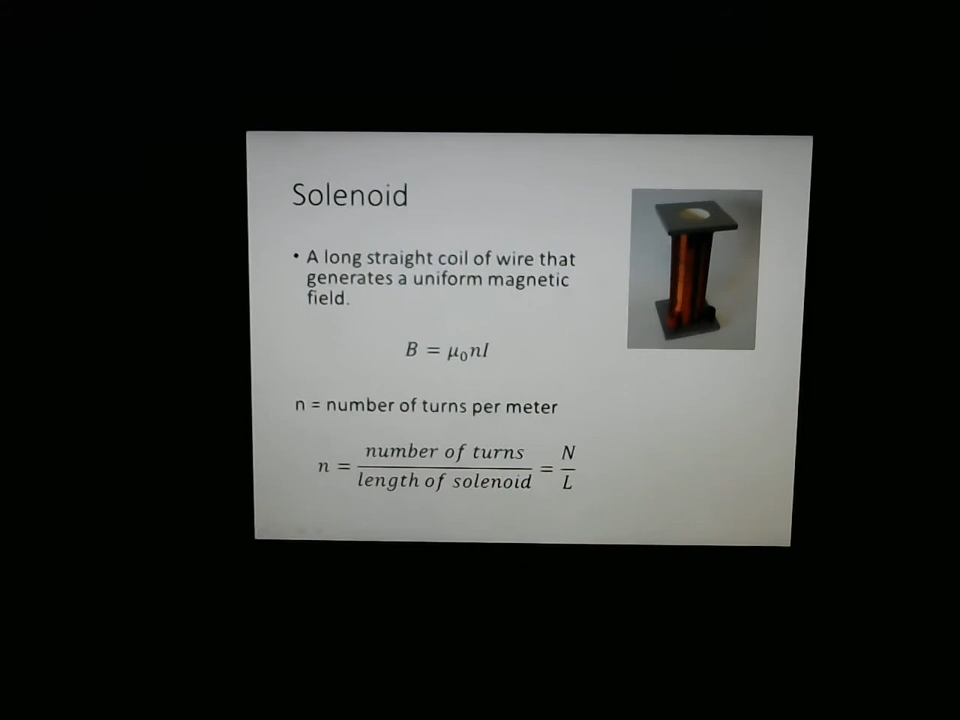 Solenoid
• A long straight coil of wire that
generates a uniform magnetic
field.
B = μ₀nI
n = number of turns per meter
n = number of turns / length of solenoid = N / L